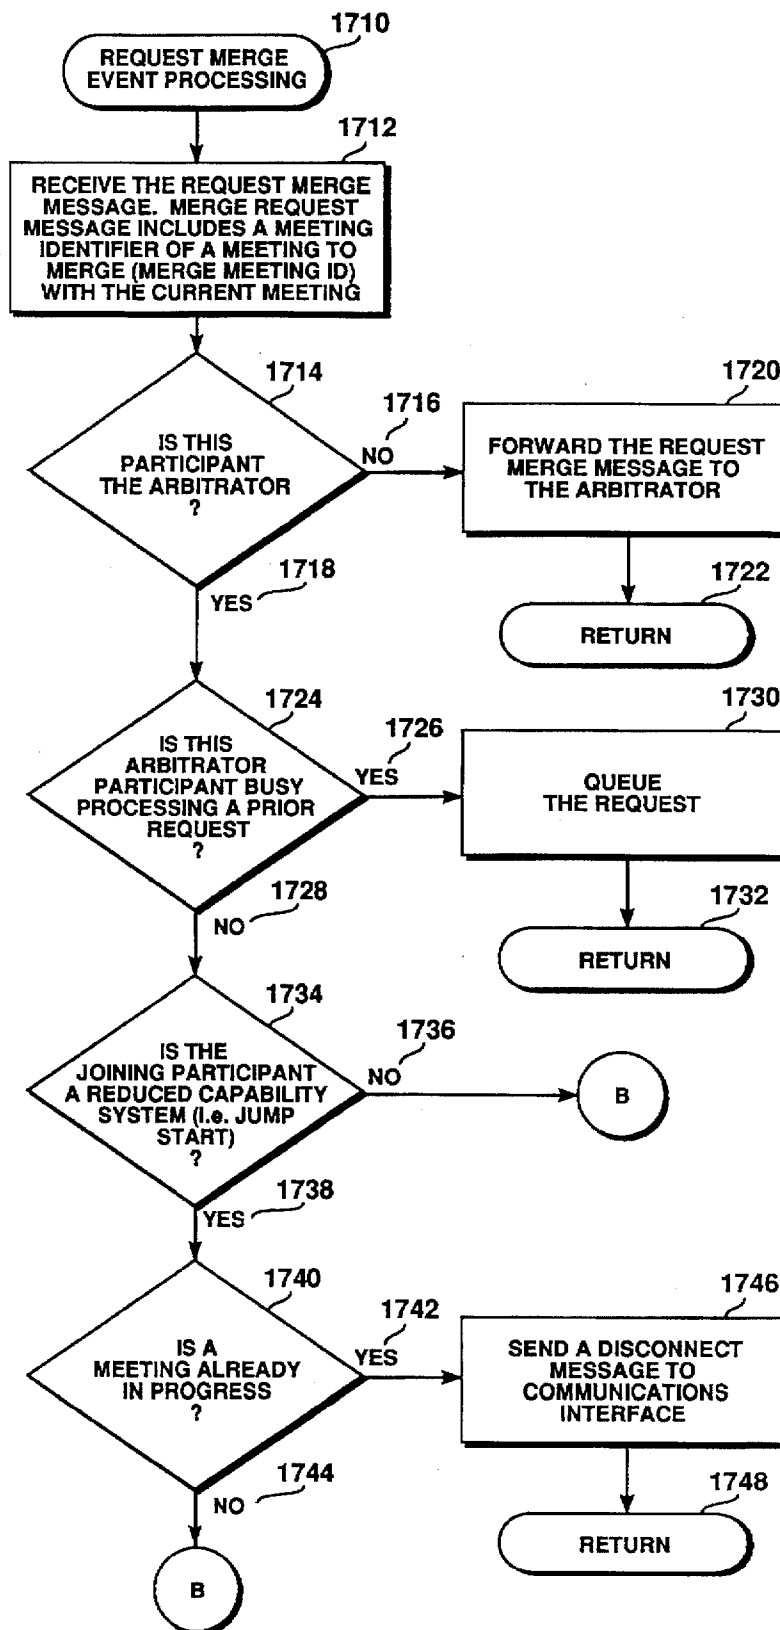 1710
REQUEST MERGE
EVENT PROCESSING
1712
RECEIVE THE REQUEST MERGE
MESSAGE. MERGE REQUEST
MESSAGE INCLUDES A MEETING
IDENTIFIER OF A MEETING TO
MERGE (MERGE MEETING ID)
WITH THE CURRENT MEETING
1714
IS THIS
PARTICIPANT
THE ARBITRATOR
?
1716
NO
1720
FORWARD THE REQUEST
MERGE MESSAGE TO
THE ARBITRATOR
1718
YES
1722
RETURN
1724
IS THIS
ARBITRATOR
PARTICIPANT BUSY
PROCESSING A PRIOR
REQUEST
?
1726
YES
1730
QUEUE
THE REQUEST
1728
NO
1732
RETURN
1734
IS THE
JOINING PARTICIPANT
A REDUCED CAPABILITY
SYSTEM (I.e. JUMP
START)
?
1736
NO
B
1738
YES
1740
IS A
MEETING ALREADY
IN PROGRESS
?
1742
YES
1746
SEND A DISCONNECT
MESSAGE TO
COMMUNICATIONS
INTERFACE
1744
NO
1748
RETURN
B